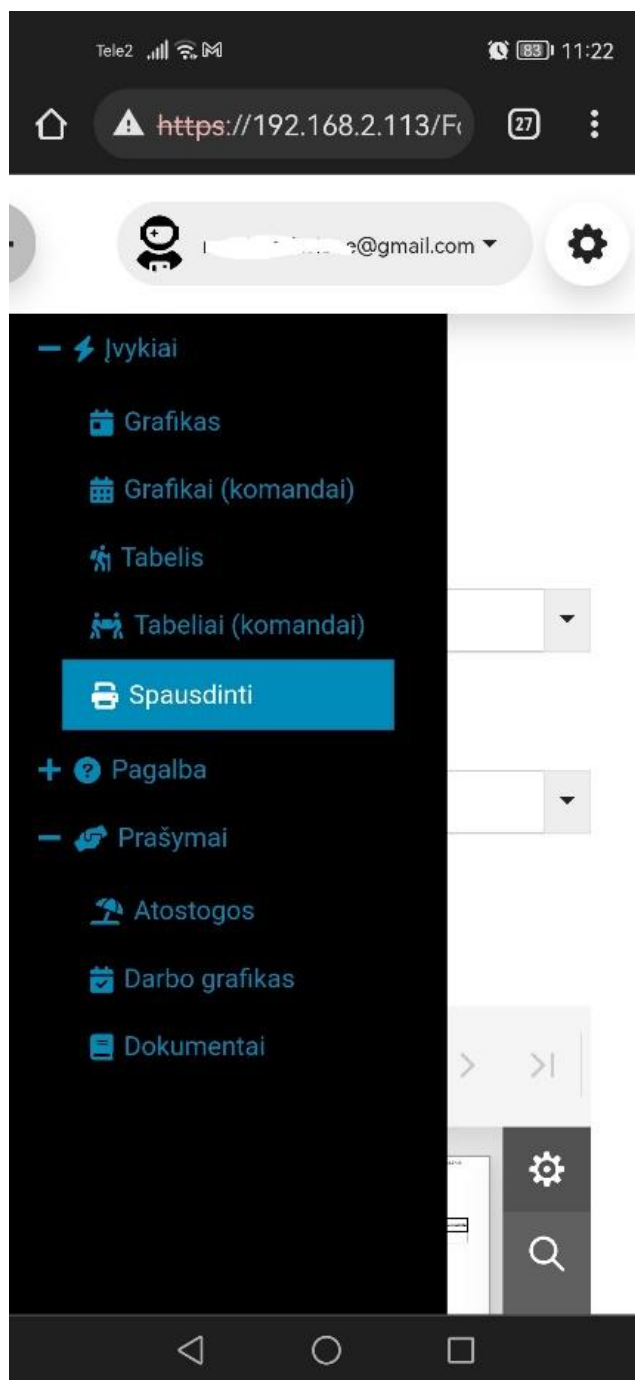 Tele2
83 11:22
https://192.168.2.113/F
27
@gmail.com
Įvykiai
Grafikas
Grafikai (komandai)
Tabelis
Tabeliai (komandai)
Spausdinti
Pagalba
Prašymai
Atostogos
Darbo grafikas
Dokumentai